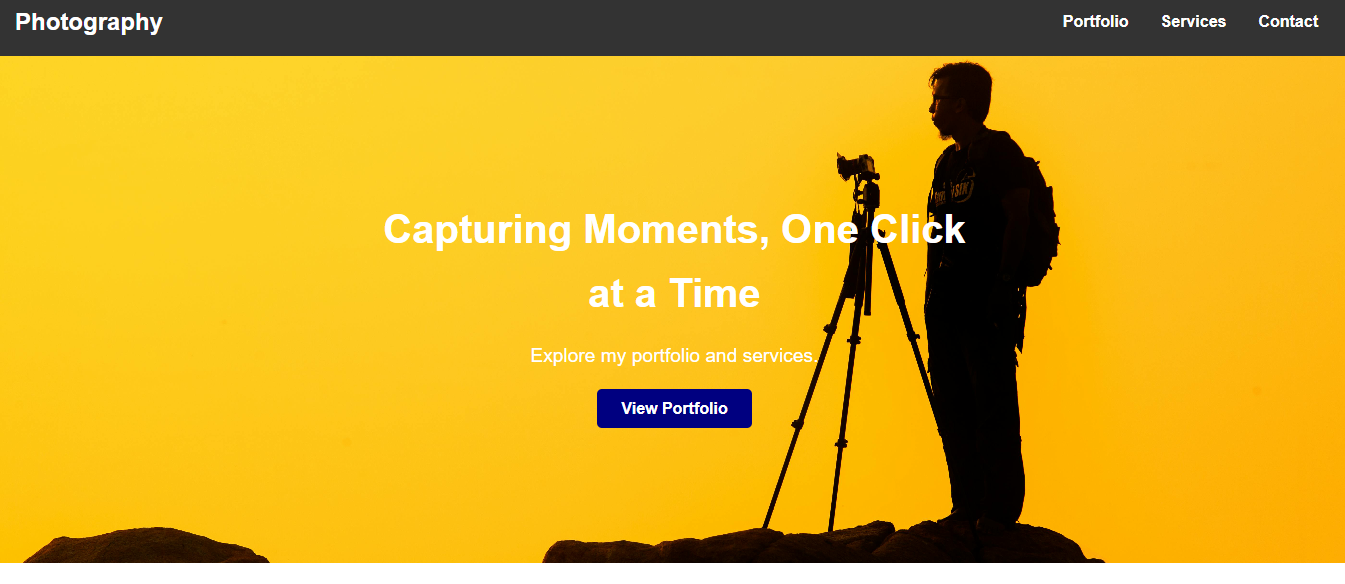 Photography
Portfolio Services Contact
Capturing Moments, One Click
at a Time
Explore my portfolio and services.
View Portfolio